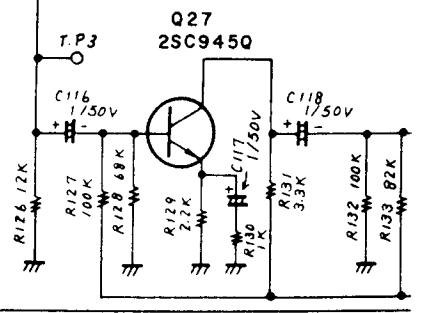 Q27
2SC945Q
T.P3
C116
1/50V
+ -
C118
1/50V
+ -
C117
1/50V
+
R126 12K
R127
100K
R128 68K
R129
2.2K
R130
1K
R131
3.3K
R132 100K
R133 82K